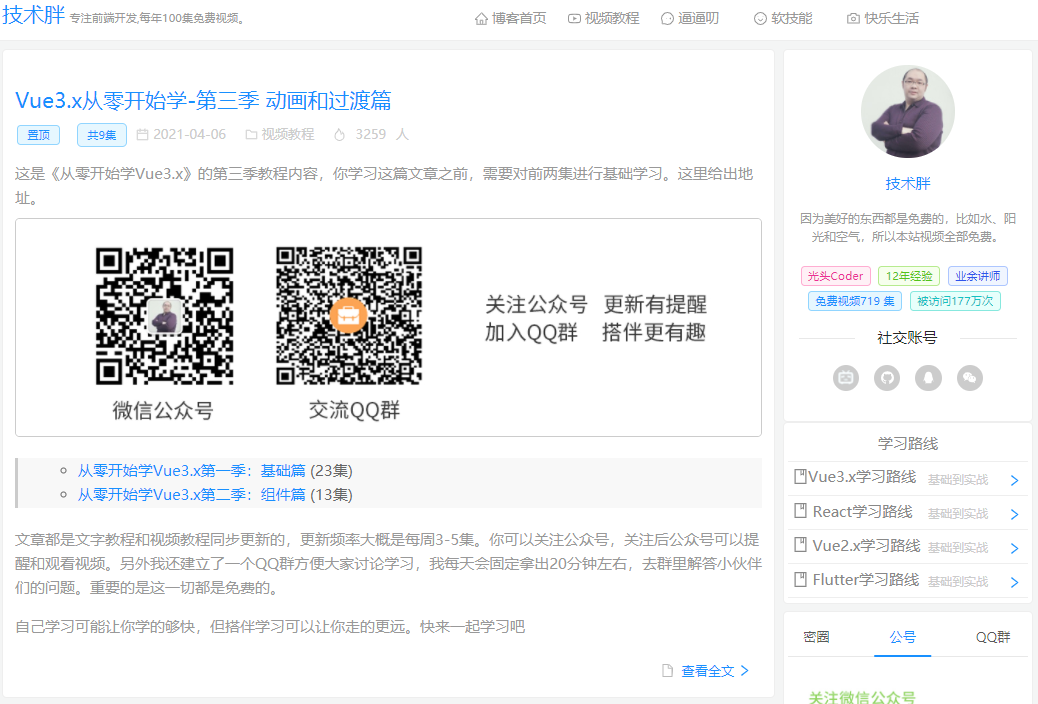 技术胖 专注前端开发,每年100集免费视频。
博客首页 视频教程 逼逼叨 软技能 快乐生活
Vue3.x从零开始学-第三季 动画和过渡篇
置顶 共9集 2021-04-06 视频教程 3259 人
这是《从零开始学Vue3.x》的第三季教程内容，你学习这篇文章之前，需要对前两集进行基础学习。这里给出地
址。
关注公众号 更新有提醒
加入QQ群 搭伴更有趣
微信公众号 交流QQ群
从零开始学Vue3.x第一季：基础篇 (23集)
从零开始学Vue3.x第二季：组件篇 (13集)
文章都是文字教程和视频教程同步更新的，更新频率大概是每周3-5集。你可以关注公众号，关注后公众号可以提
醒和观看视频。另外我还建立了一个QQ群方便大家讨论学习，我每天会固定拿出20分钟左右，去群里解答小伙伴
们的问题。重要的是这一切都是免费的。
自己学习可能让你学的够快，但搭伴学习可以让你走的更远。快来一起学习吧
查看全文
技术胖
因为美好的东西都是免费的，比如水、阳
光和空气，所以本站视频全部免费。
光头Coder 12年经验 业余讲师
免费视频719 集 被访问177万次
社交账号
学习路线
Vue3.x学习路线 基础到实战
React学习路线 基础到实战
Vue2.x学习路线 基础到实战
Flutter学习路线 基础到实战
密圈 公号 QQ群
关注微信公众号